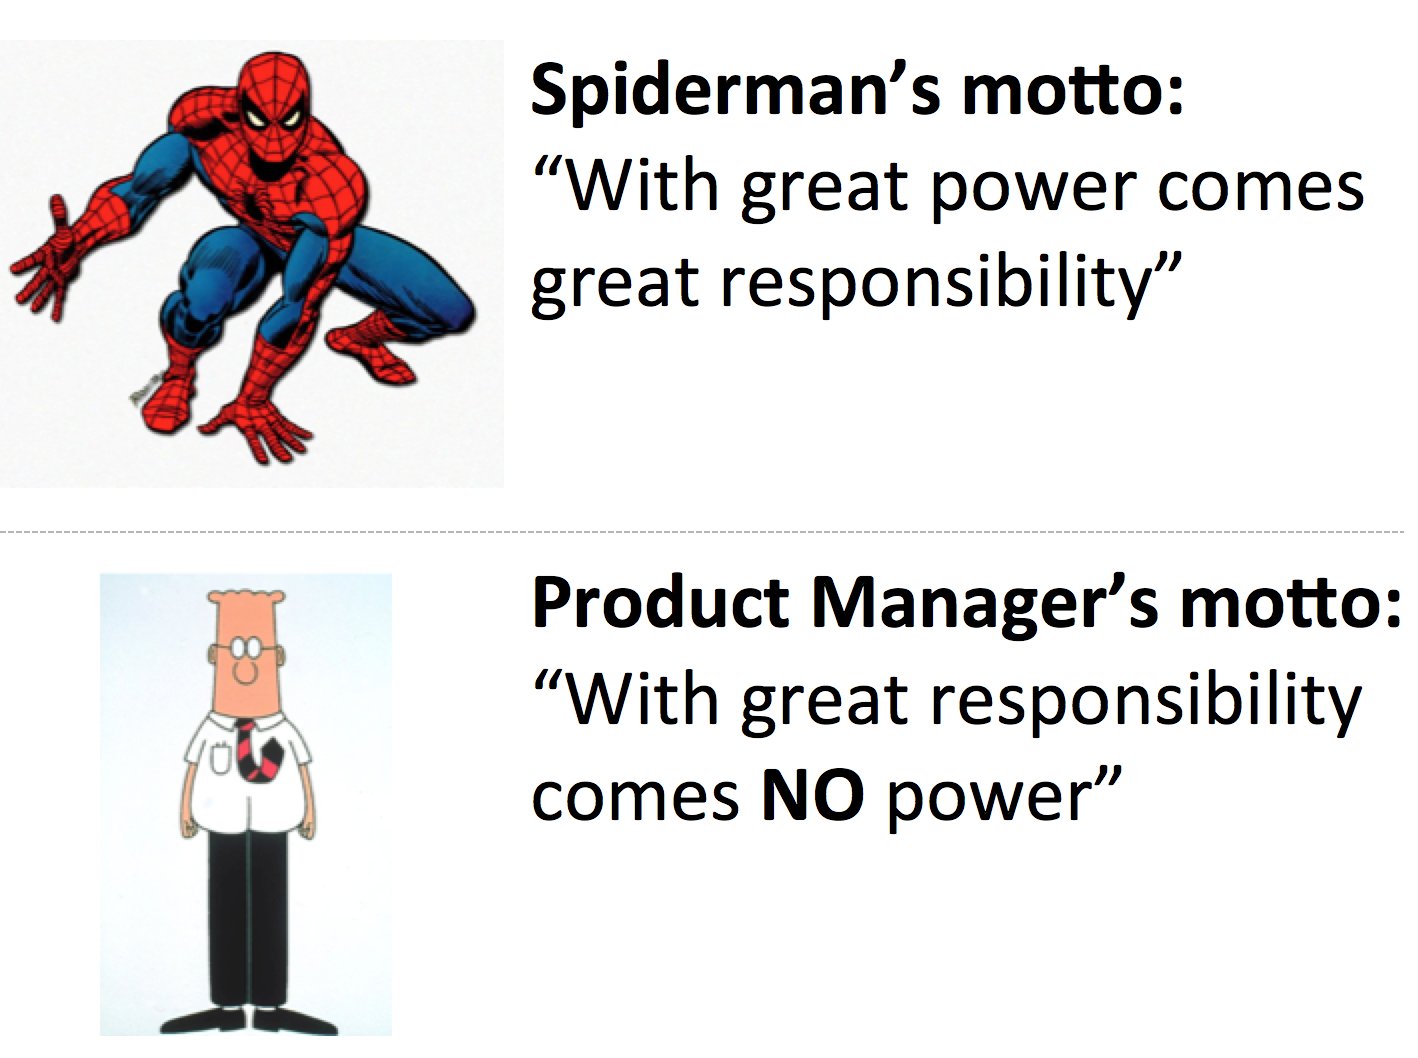 Spiderman’s motto:
“With great power comes
great responsibility”
Product Manager’s motto:
“With great responsibility
comes NO power”